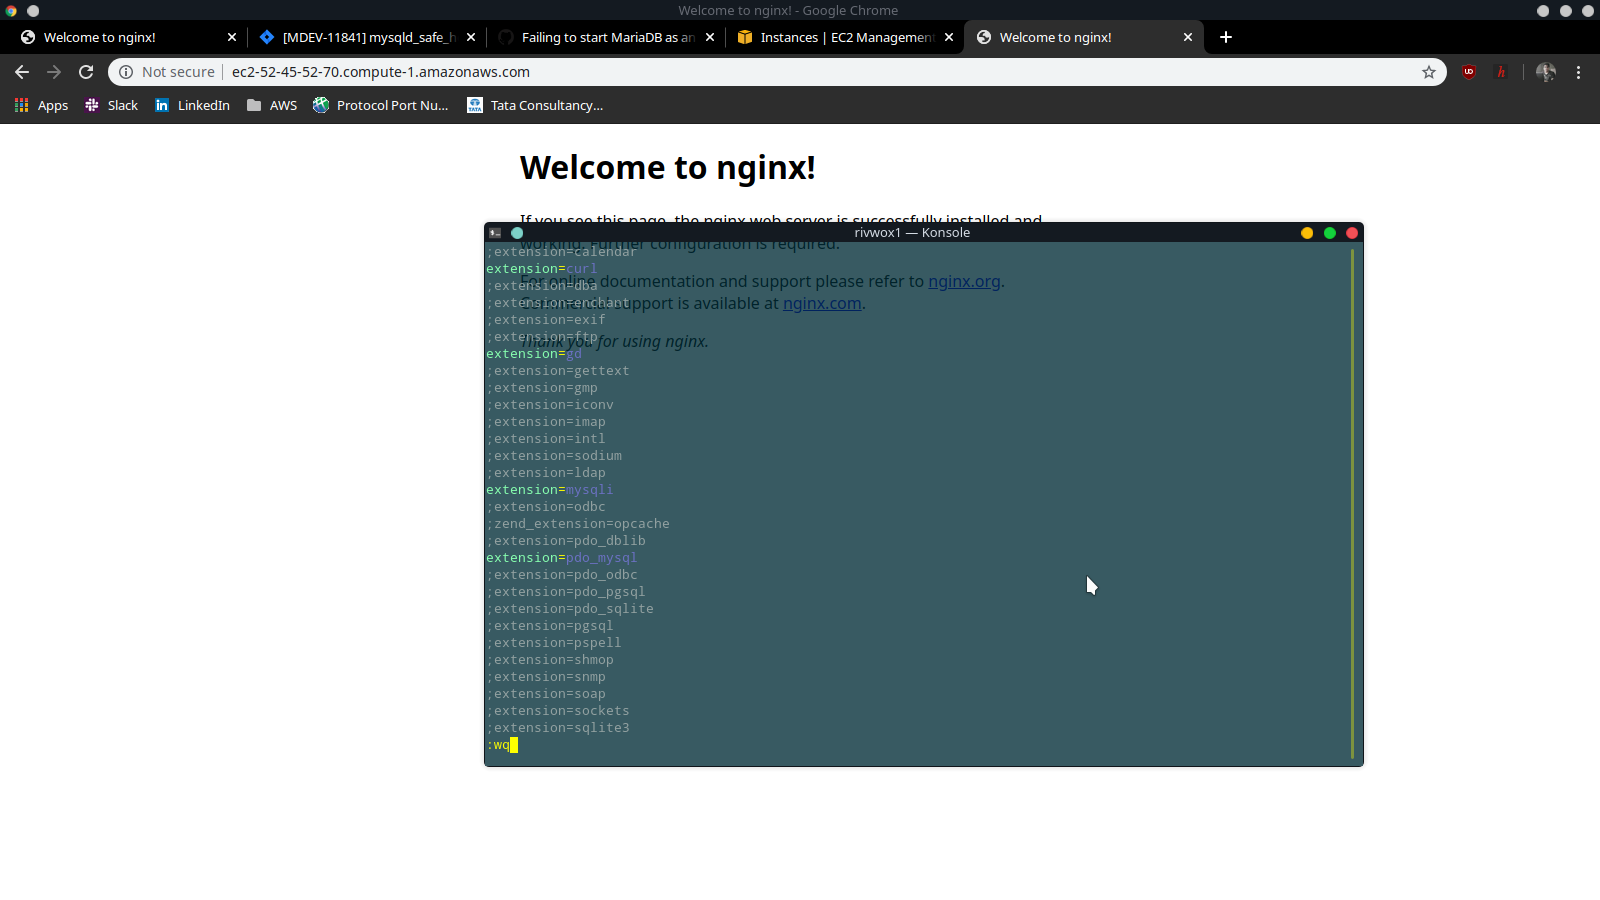 Welcome to nginx! - Google Chrome
Welcome to nginx!
[MDEV-11841] mysqld_safe_h
Failing to start MariaDB as an
Instances | EC2 Management
Welcome to nginx!
Not secure
ec2-52-45-52-70.compute-1.amazonaws.com
Apps
Slack
LinkedIn
AWS
Protocol Port Nu...
Tata Consultancy...
Welcome to nginx!
If you see this page, the nginx web server is successfully installed and
working. Further configuration is required.
For online documentation and support please refer to nginx.org.
Commercial support is available at nginx.com.
Thank you for using nginx.
rivwox1 — Konsole
;extension=calendar
extension=curl
;extension=dba
;extension=enchant
;extension=exif
;extension=ftp
extension=gd
;extension=gettext
;extension=gmp
;extension=iconv
;extension=imap
;extension=intl
;extension=sodium
;extension=ldap
extension=mysqli
;extension=odbc
;zend_extension=opcache
;extension=pdo_dblib
extension=pdo_mysql
;extension=pdo_odbc
;extension=pdo_pgsql
;extension=pdo_sqlite
;extension=pgsql
;extension=pspell
;extension=shmop
;extension=snmp
;extension=soap
;extension=sockets
;extension=sqlite3
:wq